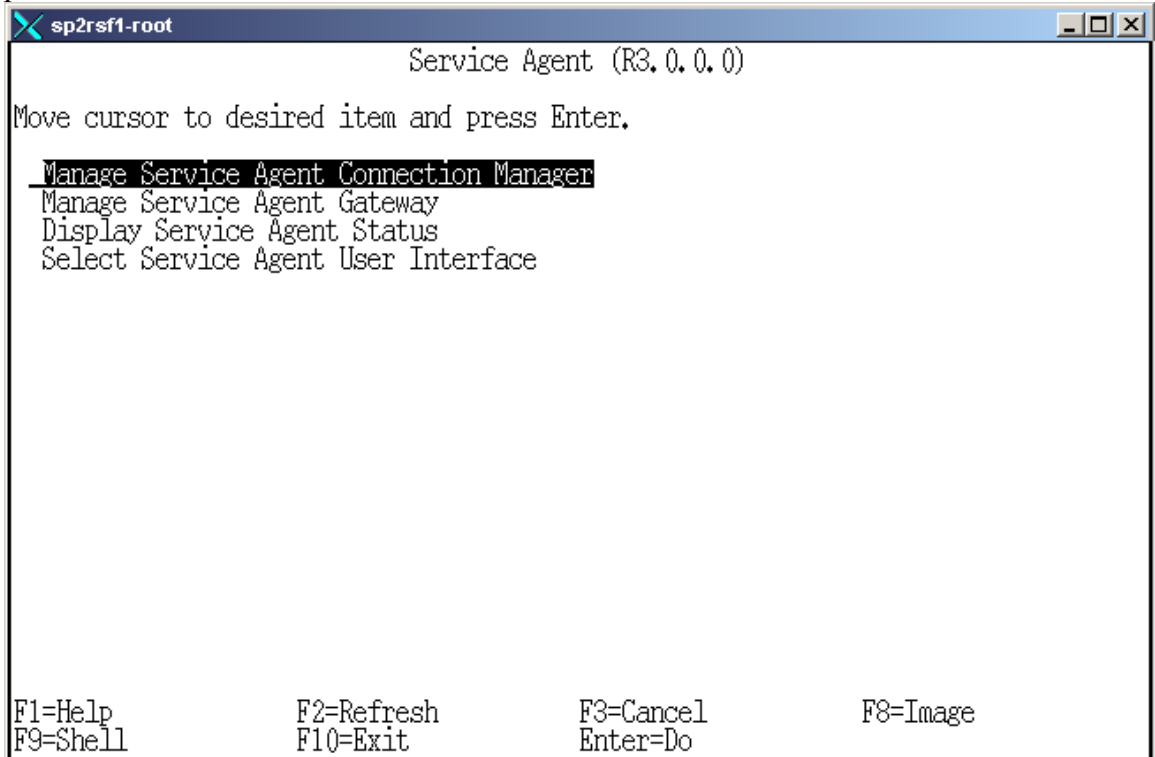 sp2rsf1-root
Service Agent (R3.0.0.0)
Move cursor to desired item and press Enter.
Manage Service Agent Connection Manager
Manage Service Agent Gateway
Display Service Agent Status
Select Service Agent User Interface
F1=Help F2=Refresh F3=Cancel F8=Image
F9=Shell F10=Exit Enter=Do